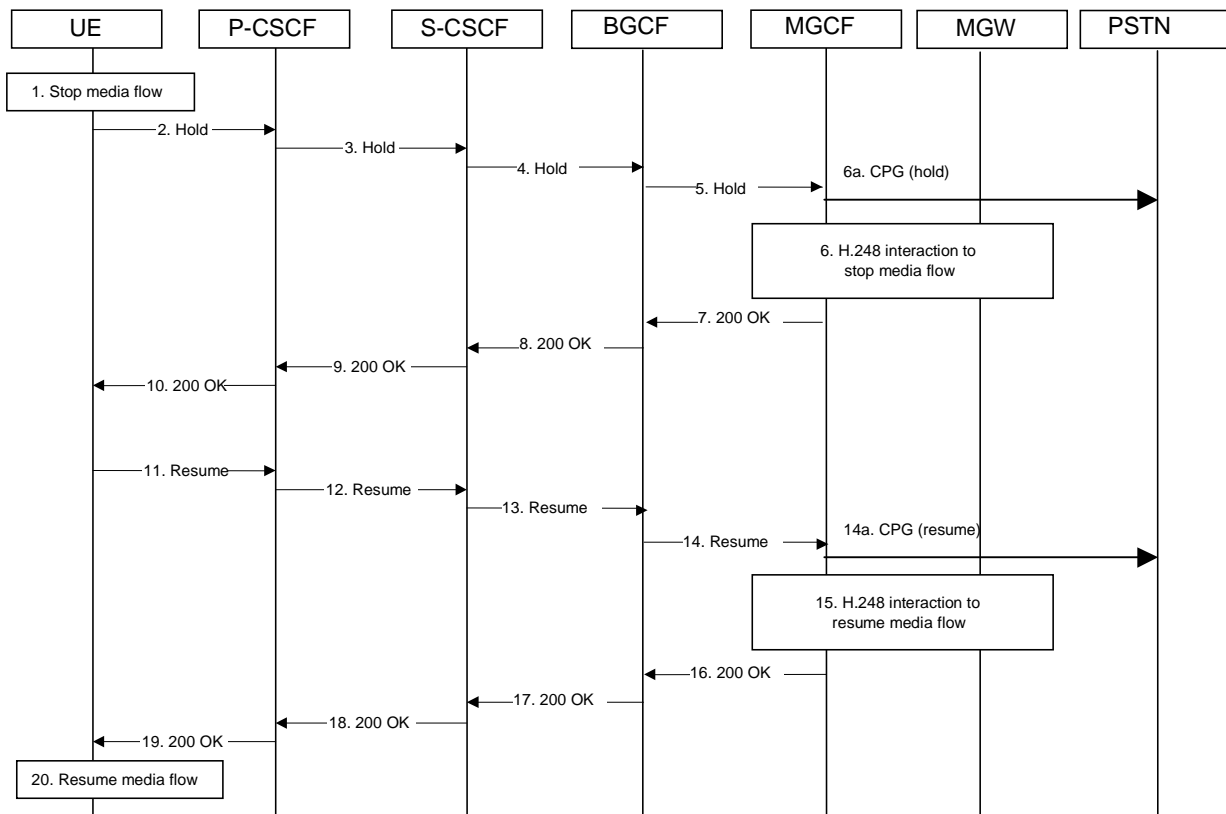 UE P-CSCF S-CSCF BGCF MGCF MGW PSTN
1. Stop media flow
2. Hold
3. Hold
4. Hold
5. Hold
6a. CPG (hold)
6. H.248 interaction to
stop media flow
7. 200 OK
8. 200 OK
9. 200 OK
10. 200 OK
11. Resume
12. Resume
13. Resume
14. Resume
14a. CPG (resume)
15. H.248 interaction to
resume media flow
16. 200 OK
17. 200 OK
18. 200 OK
19. 200 OK
20. Resume media flow